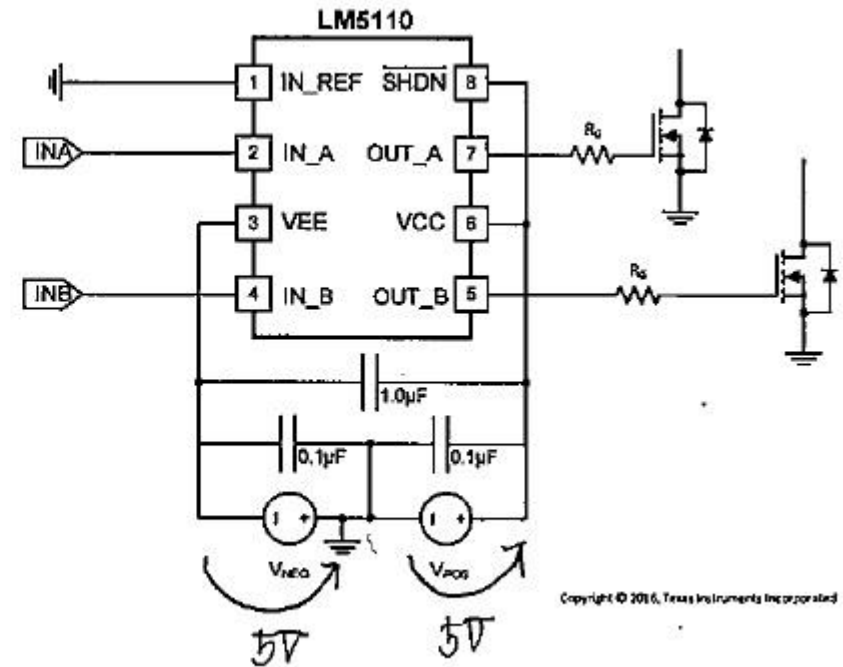 LM5110
1 IN_REF SHDN 8
INA 2 IN_A OUT_A 7 RG
3 VEE VCC 6
INB 4 IN_B OUT_B 5 RG
1.0µF
0.1µF 0.1µF
VNEG VPOS
Copyright © 2016, Texas Instruments Incorporated
5V 5V